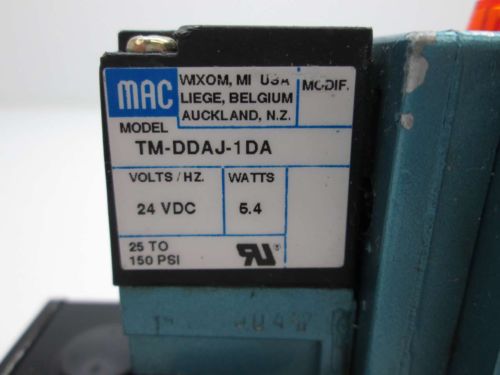 MAC
WIXOM, MI USA
LIEGE, BELGIUM
AUCKLAND, N.Z.
MODIF.
MODEL
TM-DDAJ-1DA
VOLTS/HZ.
WATTS
24 VDC
5.4
25 TO
150 PSI